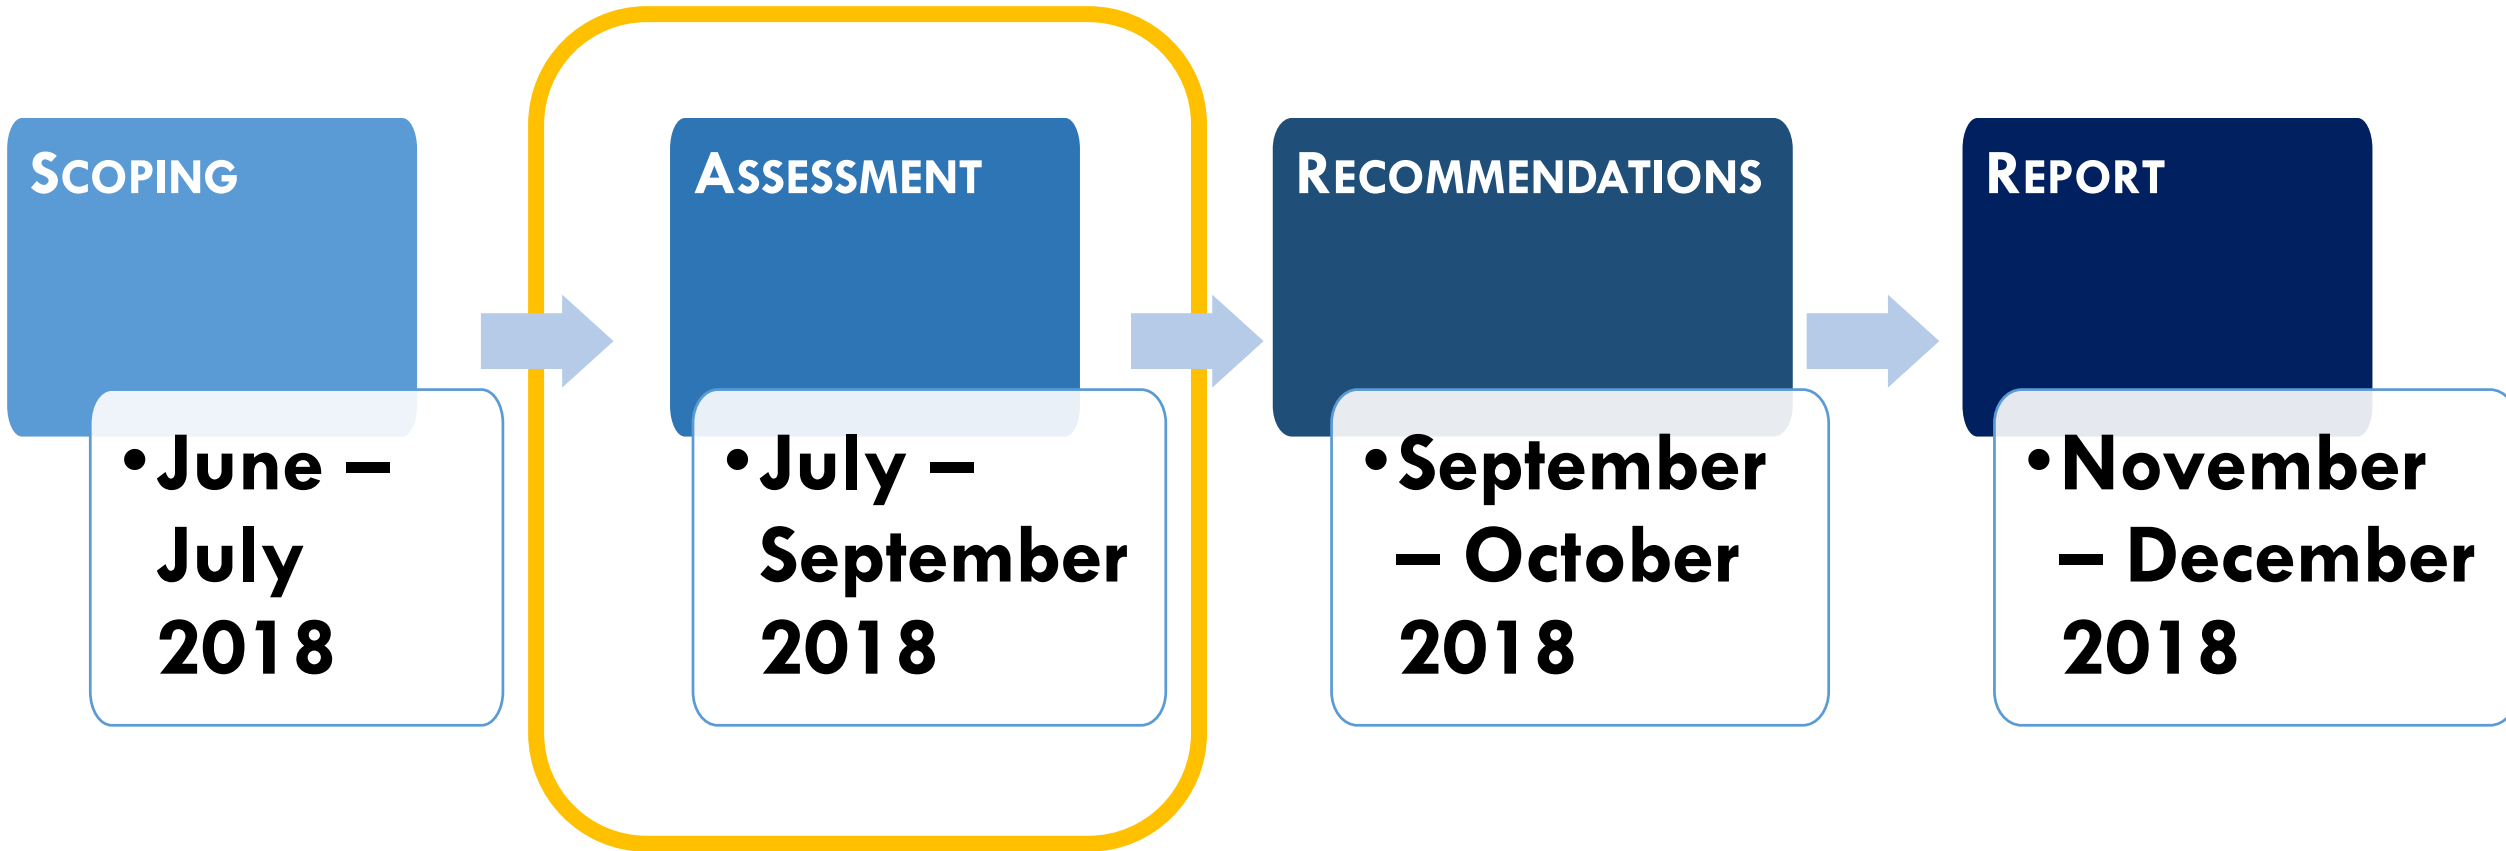 SCOPING
• June –
July
2018
ASSESSMENT
• July –
September
2018
RECOMMENDATIONS
• September
– October
2018
REPORT
• November
– December
2018